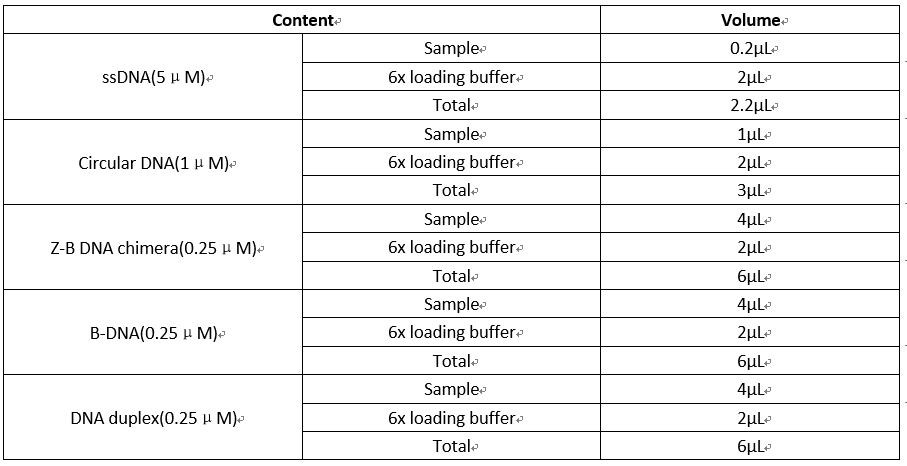 Content Volume
ssDNA(5 μ M) Sample 0.2μL
6x loading buffer 2μL
Total 2.2μL
Circular DNA(1 μ M) Sample 1μL
6x loading buffer 2μL
Total 3μL
Z-B DNA chimera(0.25 μ M) Sample 4μL
6x loading buffer 2μL
Total 6μL
B-DNA(0.25 μ M) Sample 4μL
6x loading buffer 2μL
Total 6μL
DNA duplex(0.25 μ M) Sample 4μL
6x loading buffer 2μL
Total 6μL